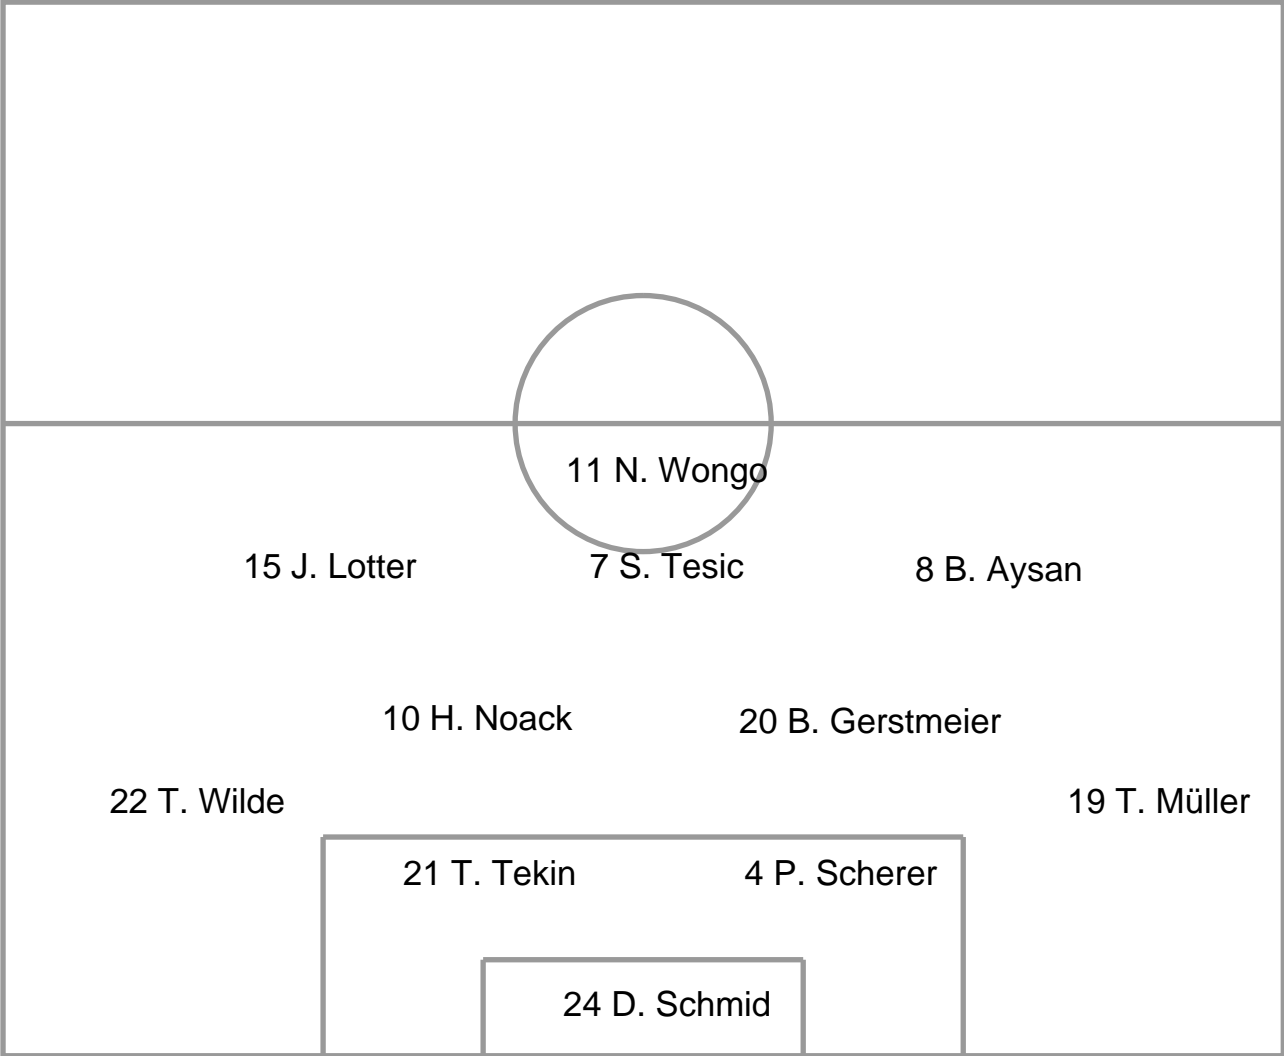 11 N. Wongo
15 J. Lotter
7 S. Tesic
8 B. Aysan
10 H. Noack
20 B. Gerstmeier
22 T. Wilde
19 T. Müller
21 T. Tekin
4 P. Scherer
24 D. Schmid